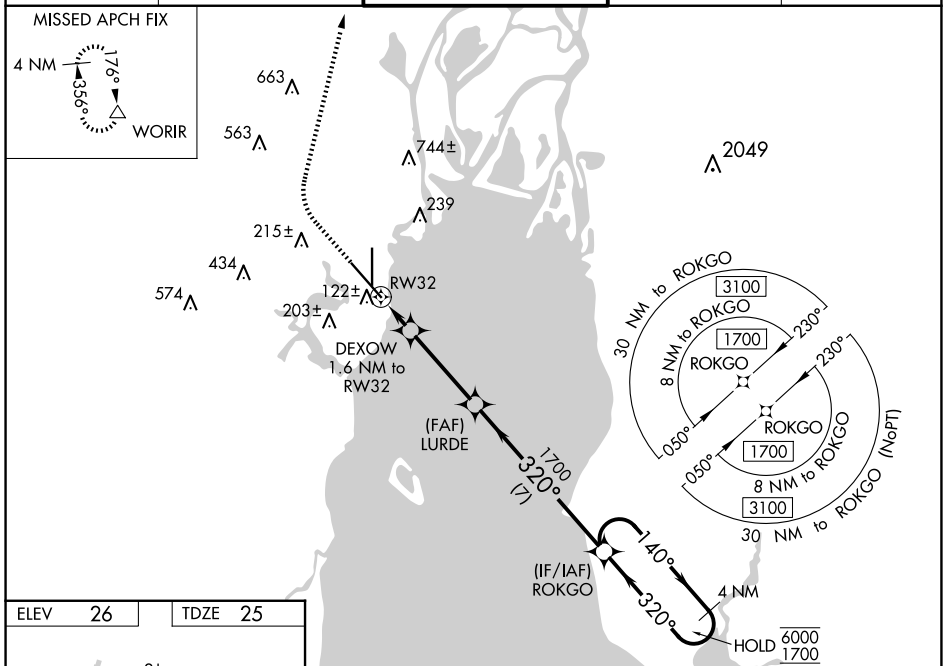 MISSED APCH FIX
4 NM
176°
356°
WORIR
663
563
744±
2049
239
215±
434
574
122±
RW32
203±
DEXOW
1.6 NM to
RW32
(FAF)
LURDE
1700
320°
(7)
30 NM to ROKGO
3100
8 NM to ROKGO
1700
230°
ROKGO
050°
230°
ROKGO
050°
1700
8 NM to ROKGO
3100
30 NM to ROKGO (NoPT)
(IF/IAF)
ROKGO
140°
320°
4 NM
HOLD
6000
1700
ELEV 26
TDZE 25